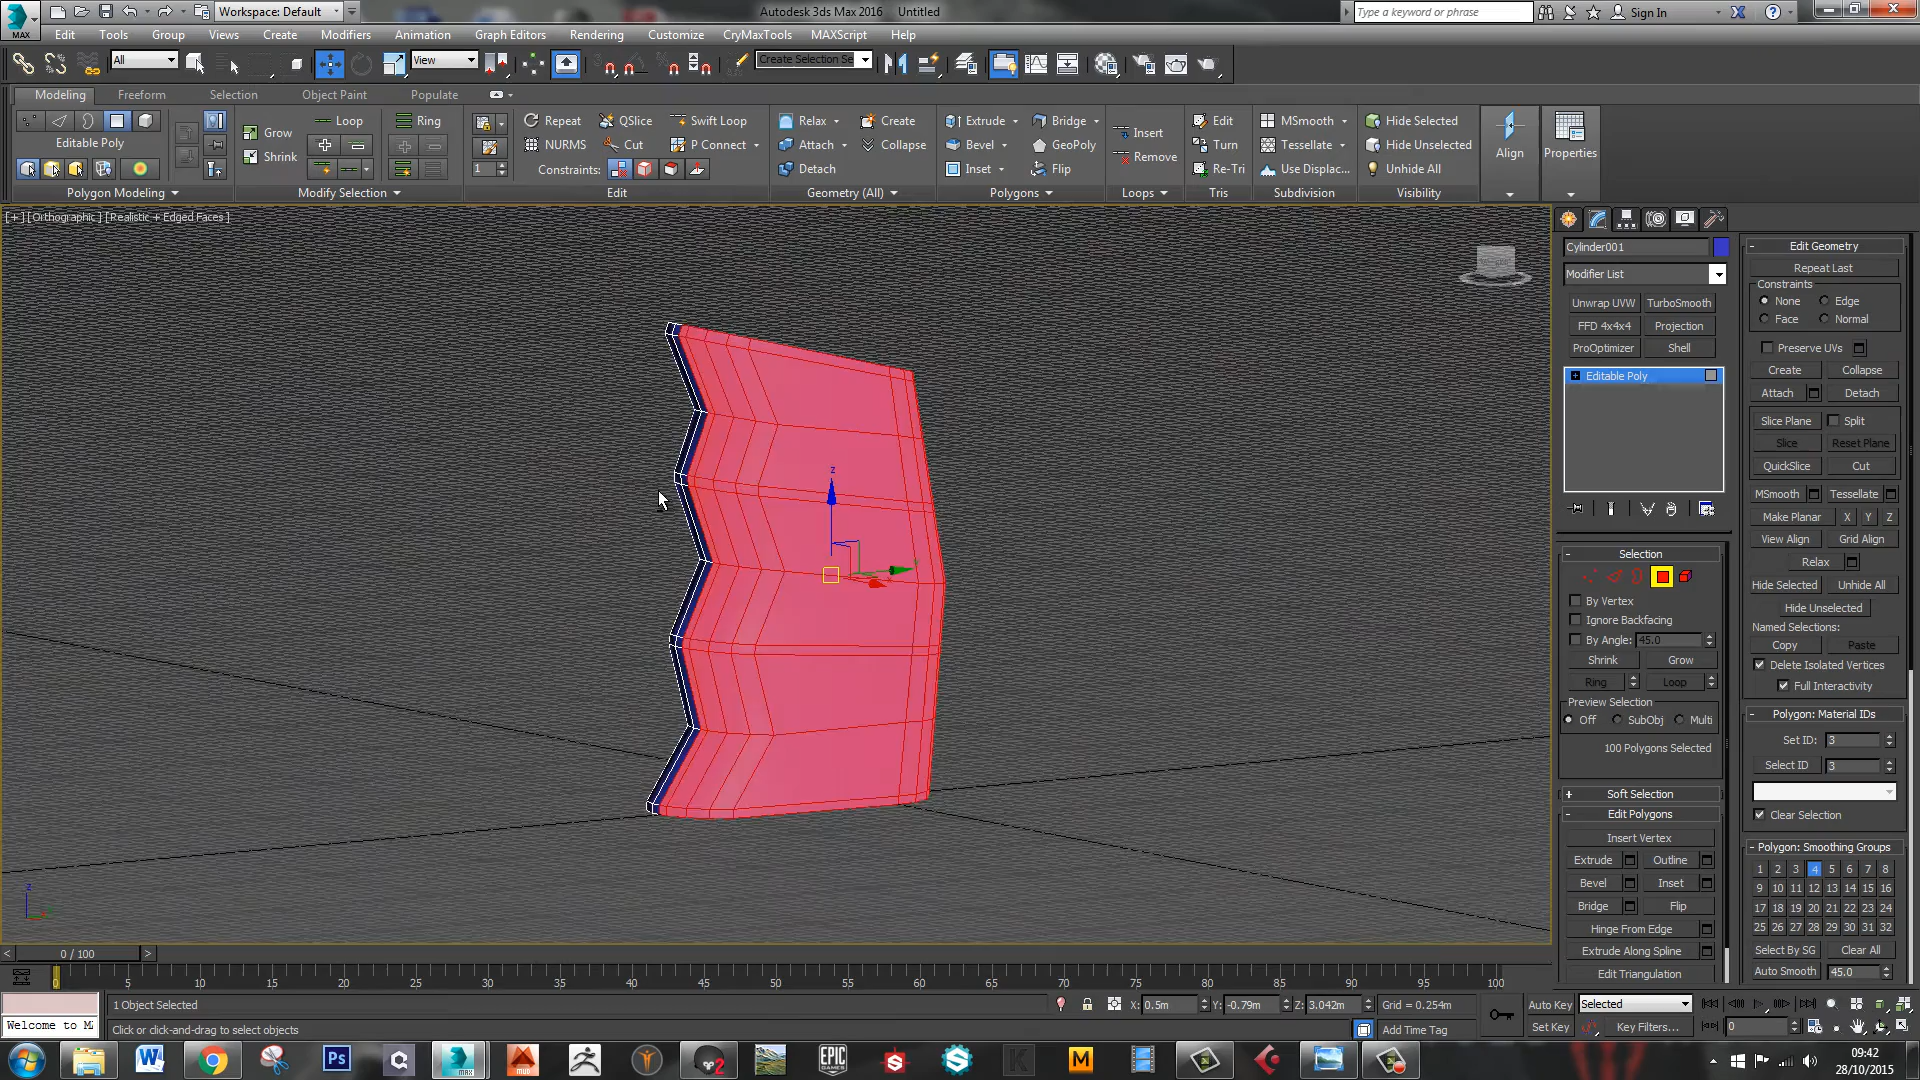 Workspace: Default
Autodesk 3ds Max 2016 Untitled
Type a keyword or phrase
Sign In
MAX
Edit Tools Group Views Create Modifiers Animation Graph Editors Rendering Customize CryMaxTools MAXScript Help
All
View
Create Selection Se
Modeling Freeform Selection Object Paint Populate
Editable Poly
Polygon Modeling
Grow
Shrink
Loop
Ring
Modify Selection
Repeat QSlice Swift Loop
NURMS Cut P Connect
1 Constraints:
Edit
Relax Create
Attach Collapse
Detach
Geometry (All)
Extrude Bridge
Bevel GeoPoly
Inset Flip
Polygons
Insert
Remove
Loops
Edit
Turn
Re-Tri
Tris
MSmooth
Tessellate
Use Displac...
Subdivision
Hide Selected
Hide Unselected
Unhide All
Visibility
Align
Properties
[ + ] [ Orthographic ] [ Realistic + Edged Faces ]
z
x
Cylinder001
Modifier List
Unwrap UVW TurboSmooth
FFD 4x4x4 Projection
ProOptimizer Shell
Editable Poly
Selection
By Vertex
Ignore Backfacing
By Angle: 45.0
Shrink Grow
Ring Loop
Preview Selection
Off SubObj Multi
100 Polygons Selected
Soft Selection
Edit Polygons
Insert Vertex
Extrude Outline
Bevel Inset
Bridge Flip
Hinge From Edge
Extrude Along Spline
Edit Triangulation
Edit Geometry
Repeat Last
Constraints
None Edge
Face Normal
Preserve UVs
Create Collapse
Attach Detach
Slice Plane Split
Slice Reset Plane
QuickSlice Cut
MSmooth Tessellate
Make Planar X Y Z
View Align Grid Align
Relax
Hide Selected Unhide All
Hide Unselected
Named Selections:
Copy Paste
Delete Isolated Vertices
Full Interactivity
Polygon: Material IDs
Set ID: 3
Select ID 3
Clear Selection
Polygon: Smoothing Groups
1 2 3 4 5 6 7 8
9 10 11 12 13 14 15 16
17 18 19 20 21 22 23 24
25 26 27 28 29 30 31 32
Select By SG Clear All
Auto Smooth 45.0
z
< 0 / 100 >
0 5 10 15 20 25 30 35 40 45 50 55 60 65 70 75 80 85 90 95 100
1 Object Selected
X: 0.5m Y: -0.79m Z: 3.042m Grid = 0.254m
Auto Key Selected
Welcome to M
Click or click-and-drag to select objects
Add Time Tag
Set Key Key Filters... 0
W
Ps
MAX
MUD
2
EPIC GAMES
S
S
K
M
09:42
28/10/2015